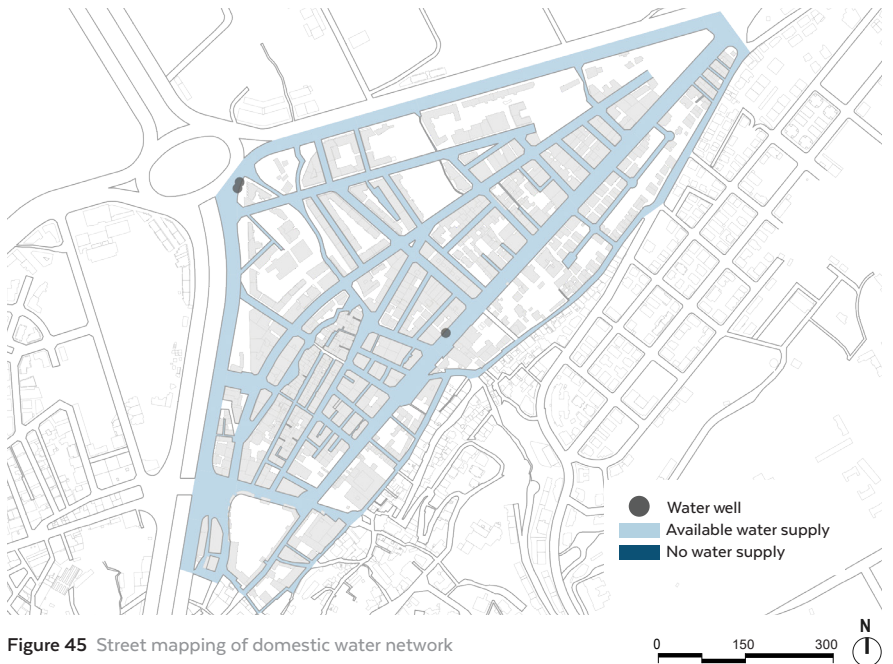 Water well
Available water supply
No water supply
Figure 45 Street mapping of domestic water network
0 150 300
N